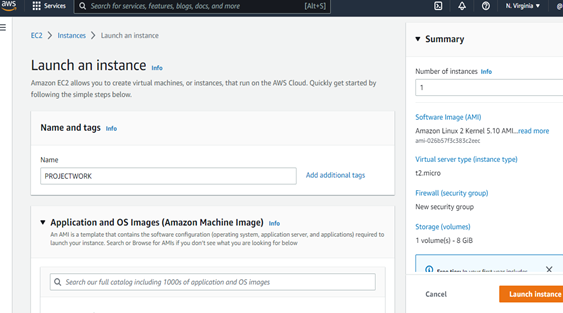 aws
Services
Search for services, features, blogs, docs, and more
[Alt+S]
N. Virginia
EC2 > Instances > Launch an instance
Launch an instance Info
Amazon EC2 allows you to create virtual machines, or instances, that run on the AWS Cloud. Quickly get started by
following the simple steps below.
Name and tags Info
Name
PROJECTWORK
Add additional tags
Application and OS Images (Amazon Machine Image) Info
An AMI is a template that contains the software configuration (operating system, application server, and applications) required to
launch your instance. Search or Browse for AMIs if you don't see what you are looking for below
Search our full catalog including 1000s of application and OS images
Summary
Number of instances Info
1
Software Image (AMI)
Amazon Linux 2 Kernel 5.10 AMI...read more
ami-026b57f3c383c2eec
Virtual server type (instance type)
t2.micro
Firewall (security group)
New security group
Storage (volumes)
1 volume(s) - 8 GiB
Free tier: In your first year includes
Cancel
Launch instance